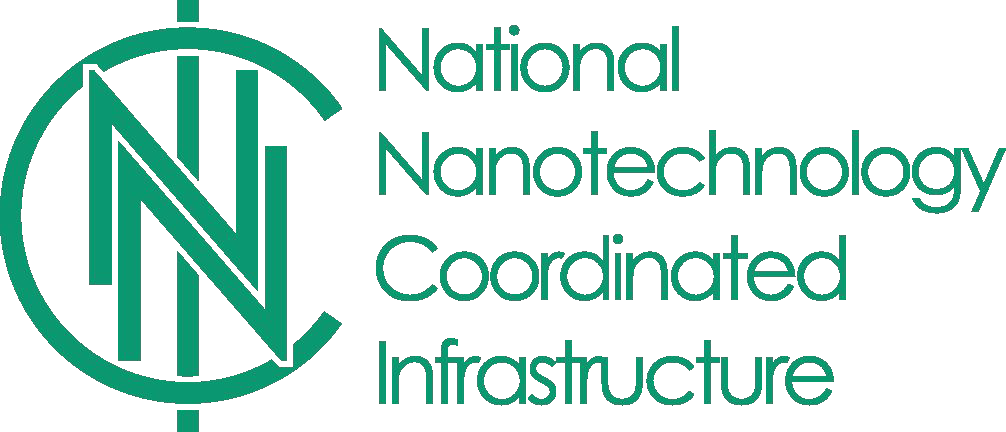 National
Nanotechnology
Coordinated
Infrastructure